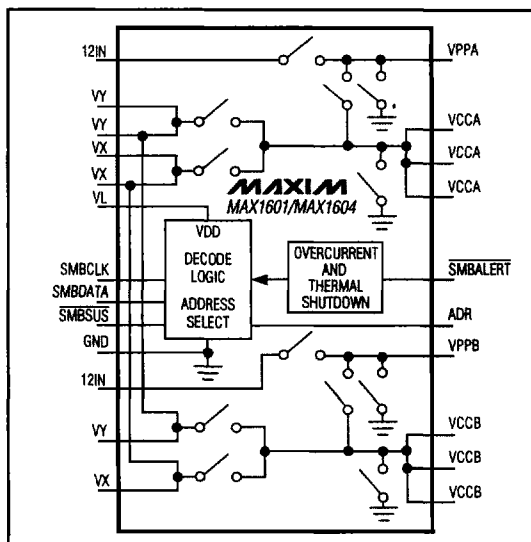 12IN
VPPA
VY
VY
VX
VX
VL
VCCA
VCCA
VCCA
MAXIM
MAX1601/MAX1604
VDD
DECODE
LOGIC
ADDRESS
SELECT
OVERCURRENT
AND
THERMAL
SHUTDOWN
SMBCLK
SMBDATA
SMBSUS
GND
12IN
SMBALERT
ADR
VPPB
VY
VX
VCCB
VCCB
VCCB